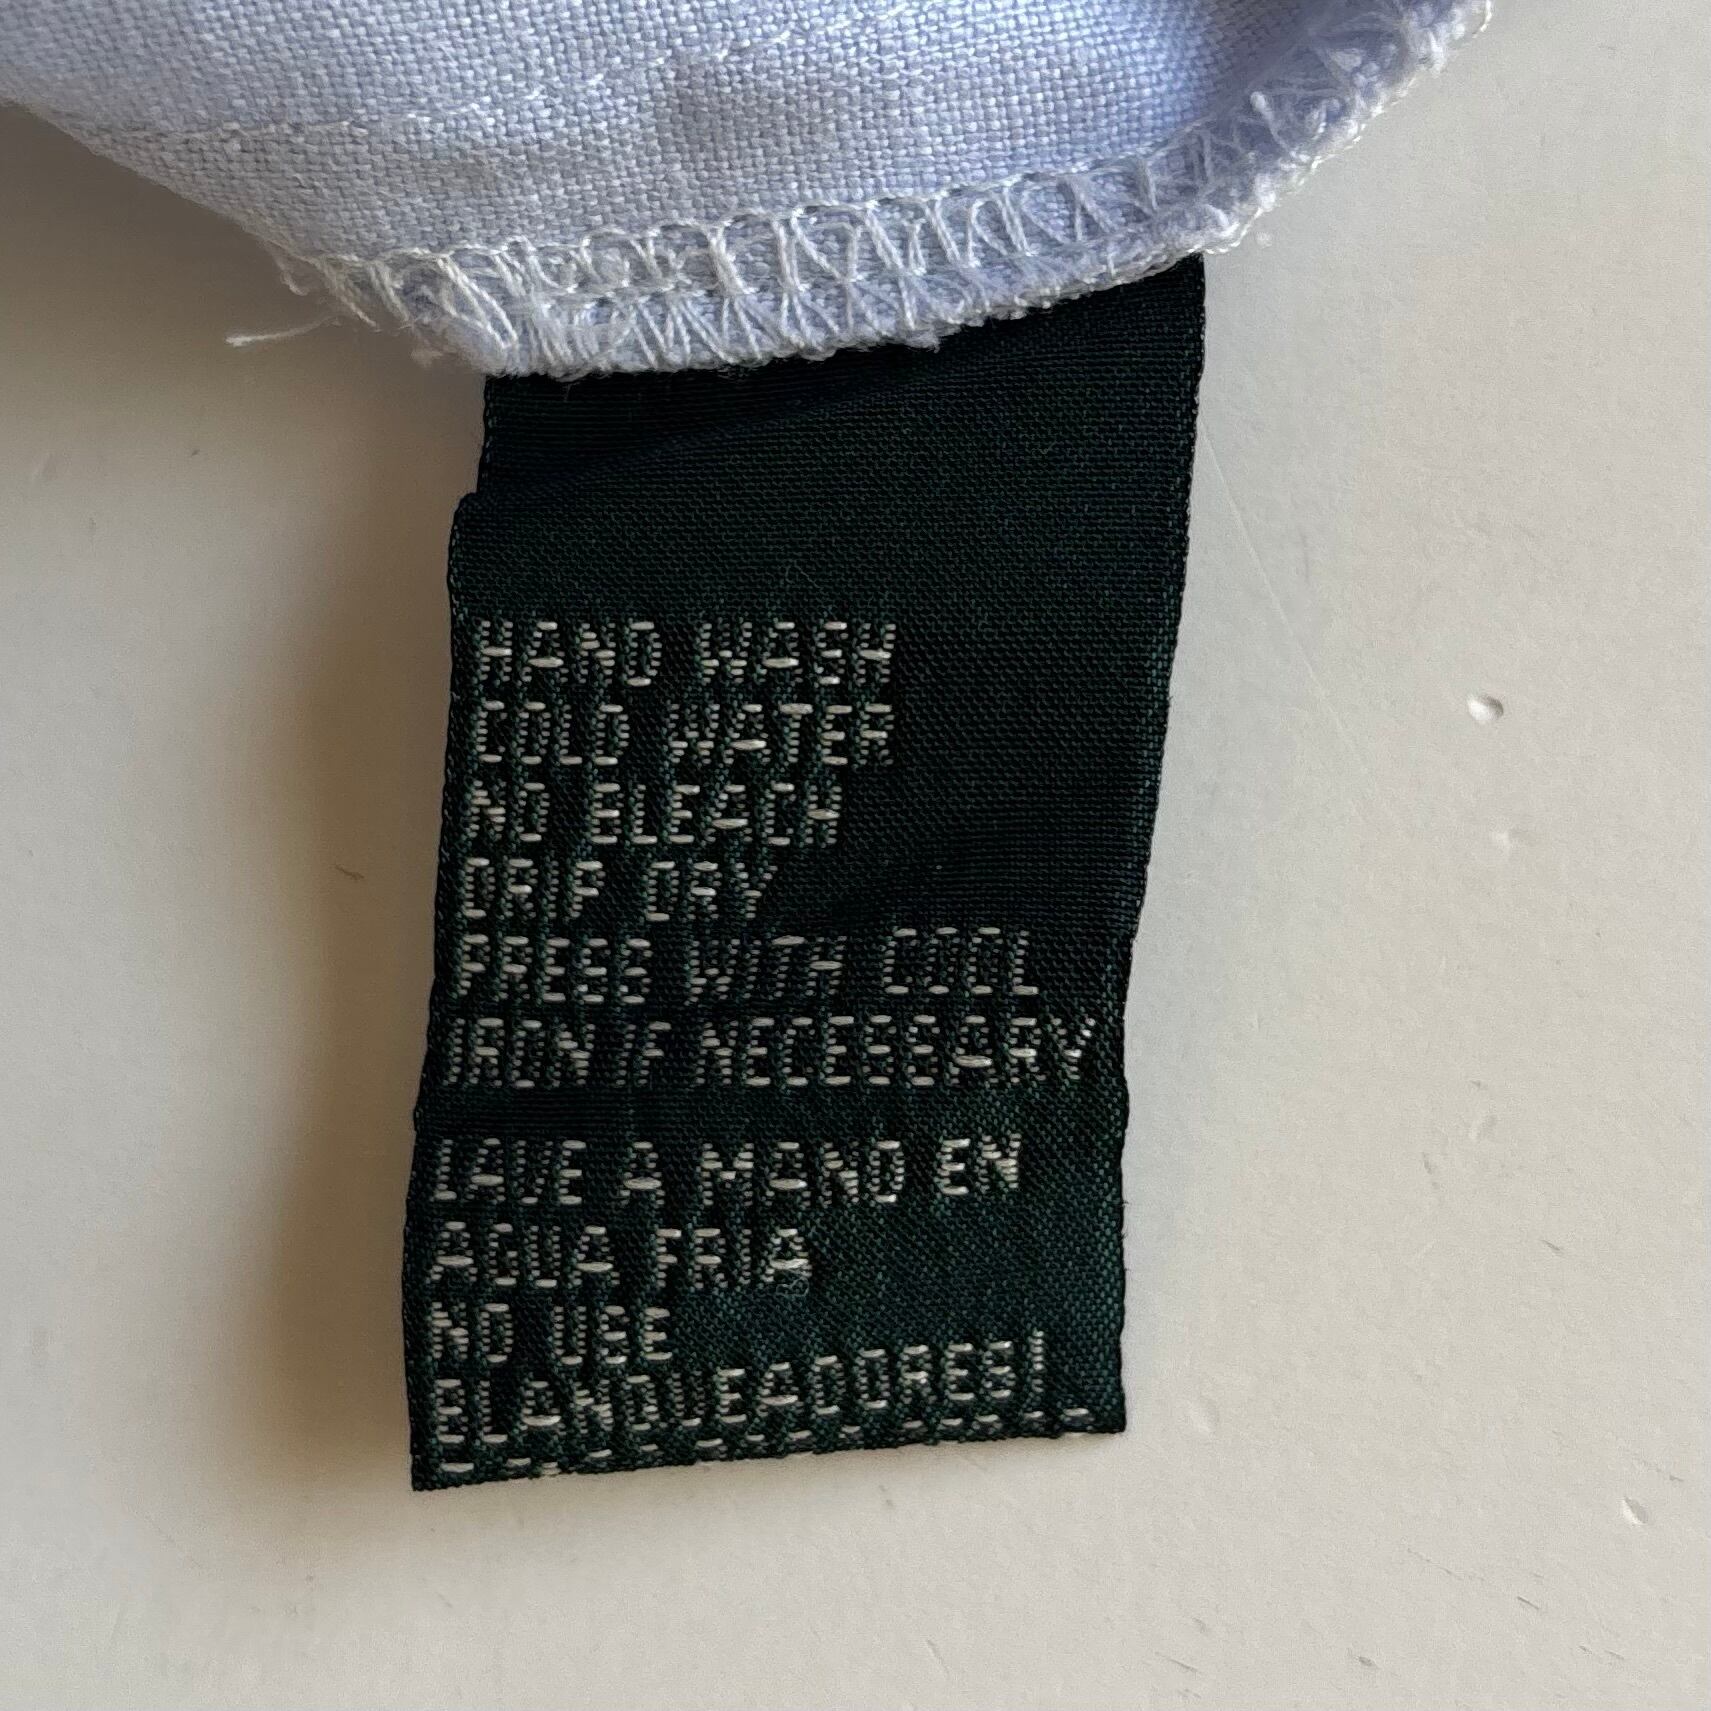 HAND WASH
COLD WATER
NO BLEACH
DRIP DRY
PRESS WITH COOL
IRON IF NECESSARY
LAVE A MANO EN
AGUA FRIA
NO USE
BLANQUEADORES!